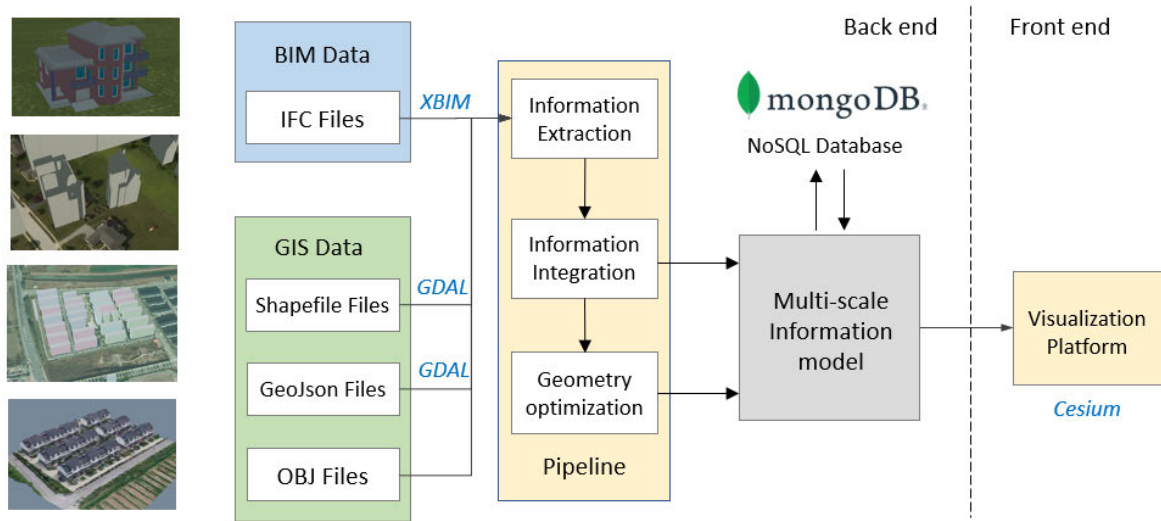 BIM Data
IFC Files
XBIM
GIS Data
Shapefile Files
GDAL
GeoJson Files
GDAL
OBJ Files
Information
Extraction
Information
Integration
Geometry
optimization
Pipeline
Back end
Front end
mongoDB®
NoSQL Database
Multi-scale
Information
model
Visualization
Platform
Cesium